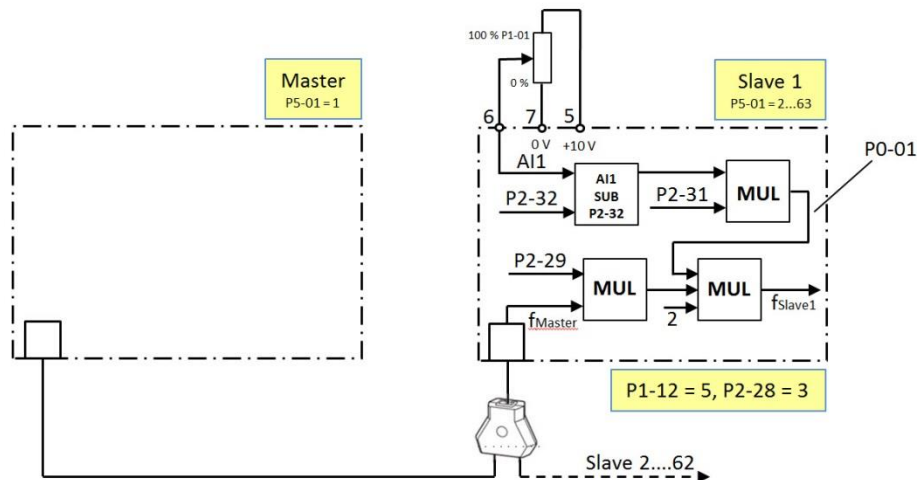 Master
P5-01 = 1
100 % P1-01
0 %
Slave 1
P5-01 = 2...63
6
7
5
0 V
+10 V
P0-01
AI1
AI1
SUB
P2-32
P2-32
P2-31
MUL
P2-29
MUL
MUL
fMaster
2
fSlave1
P1-12 = 5, P2-28 = 3
Slave 2....62